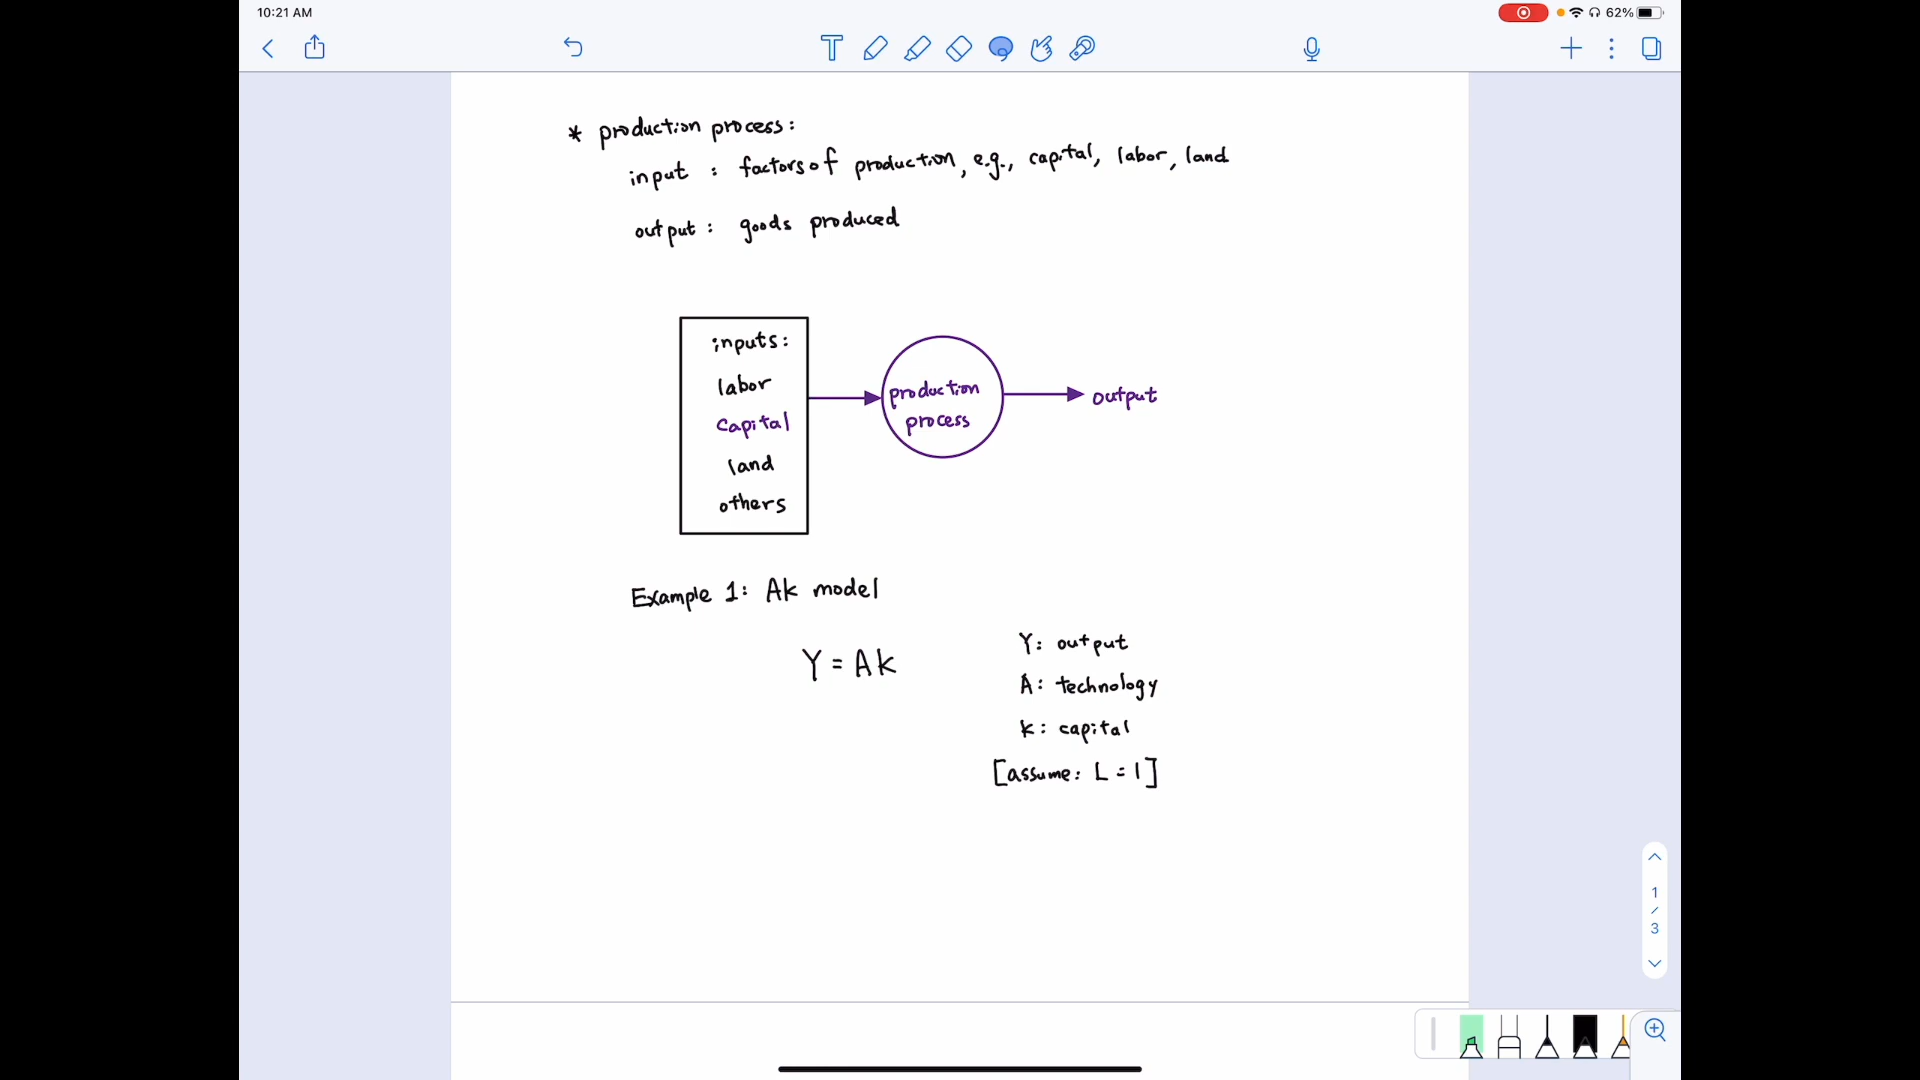 10:21 AM
62%
* production process:
input : factors of production, e.g., capital, labor, land
output : goods produced
inputs:
labor
capital
land
others
production
process
output
Example 1: Ak model
Y = Ak
Y: output
A: technology
k: capital
[assume: L = 1]
1
/
3